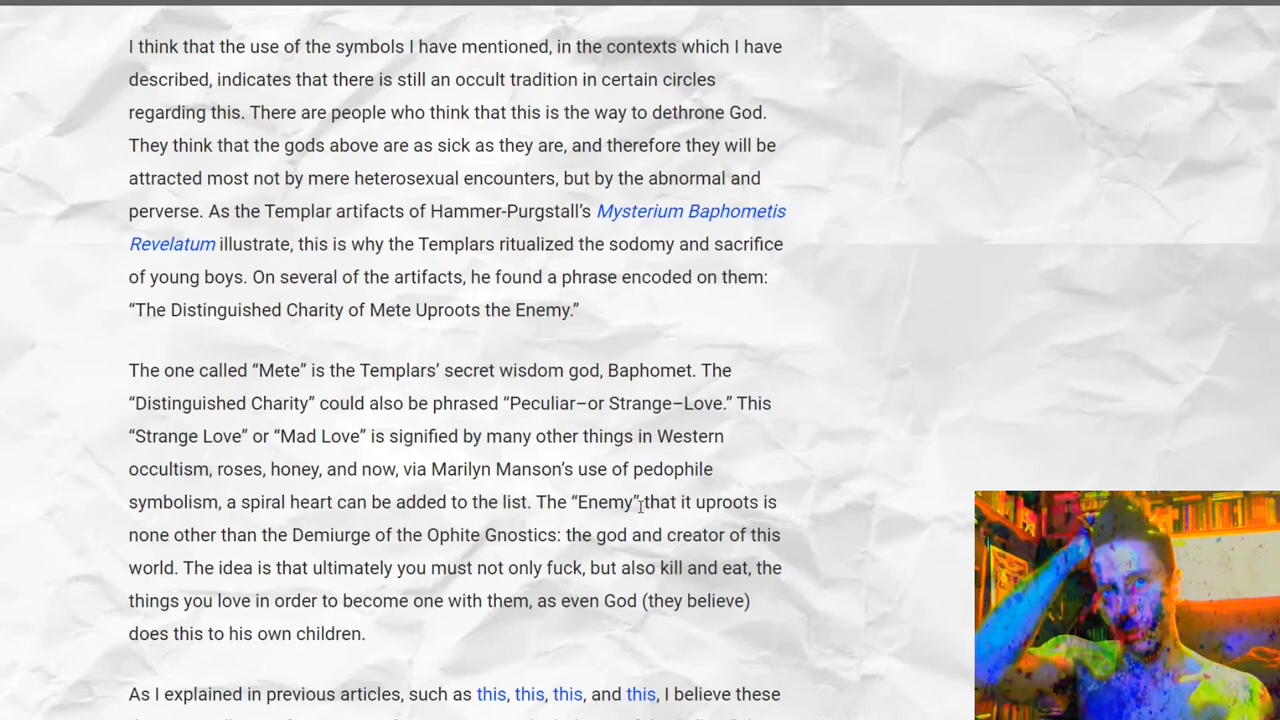 I think that the use of the symbols I have mentioned, in the contexts which I have
described, indicates that there is still an occult tradition in certain circles
regarding this. There are people who think that this is the way to dethrone God.
They think that the gods above are as sick as they are, and therefore they will be
attracted most not by mere heterosexual encounters, but by the abnormal and
perverse. As the Templar artifacts of Hammer-Purgstall’s Mysterium Baphometis
Revelatum illustrate, this is why the Templars ritualized the sodomy and sacrifice
of young boys. On several of the artifacts, he found a phrase encoded on them:
“The Distinguished Charity of Mete Uproots the Enemy.”
The one called “Mete” is the Templars’ secret wisdom god, Baphomet. The
“Distinguished Charity” could also be phrased “Peculiar–or Strange–Love.” This
“Strange Love” or “Mad Love” is signified by many other things in Western
occultism, roses, honey, and now, via Marilyn Manson’s use of pedophile
symbolism, a spiral heart can be added to the list. The “Enemy” that it uproots is
none other than the Demiurge of the Ophite Gnostics: the god and creator of this
world. The idea is that ultimately you must not only fuck, but also kill and eat, the
things you love in order to become one with them, as even God (they believe)
does this to his own children.
As I explained in previous articles, such as this, this, this, and this, I believe these